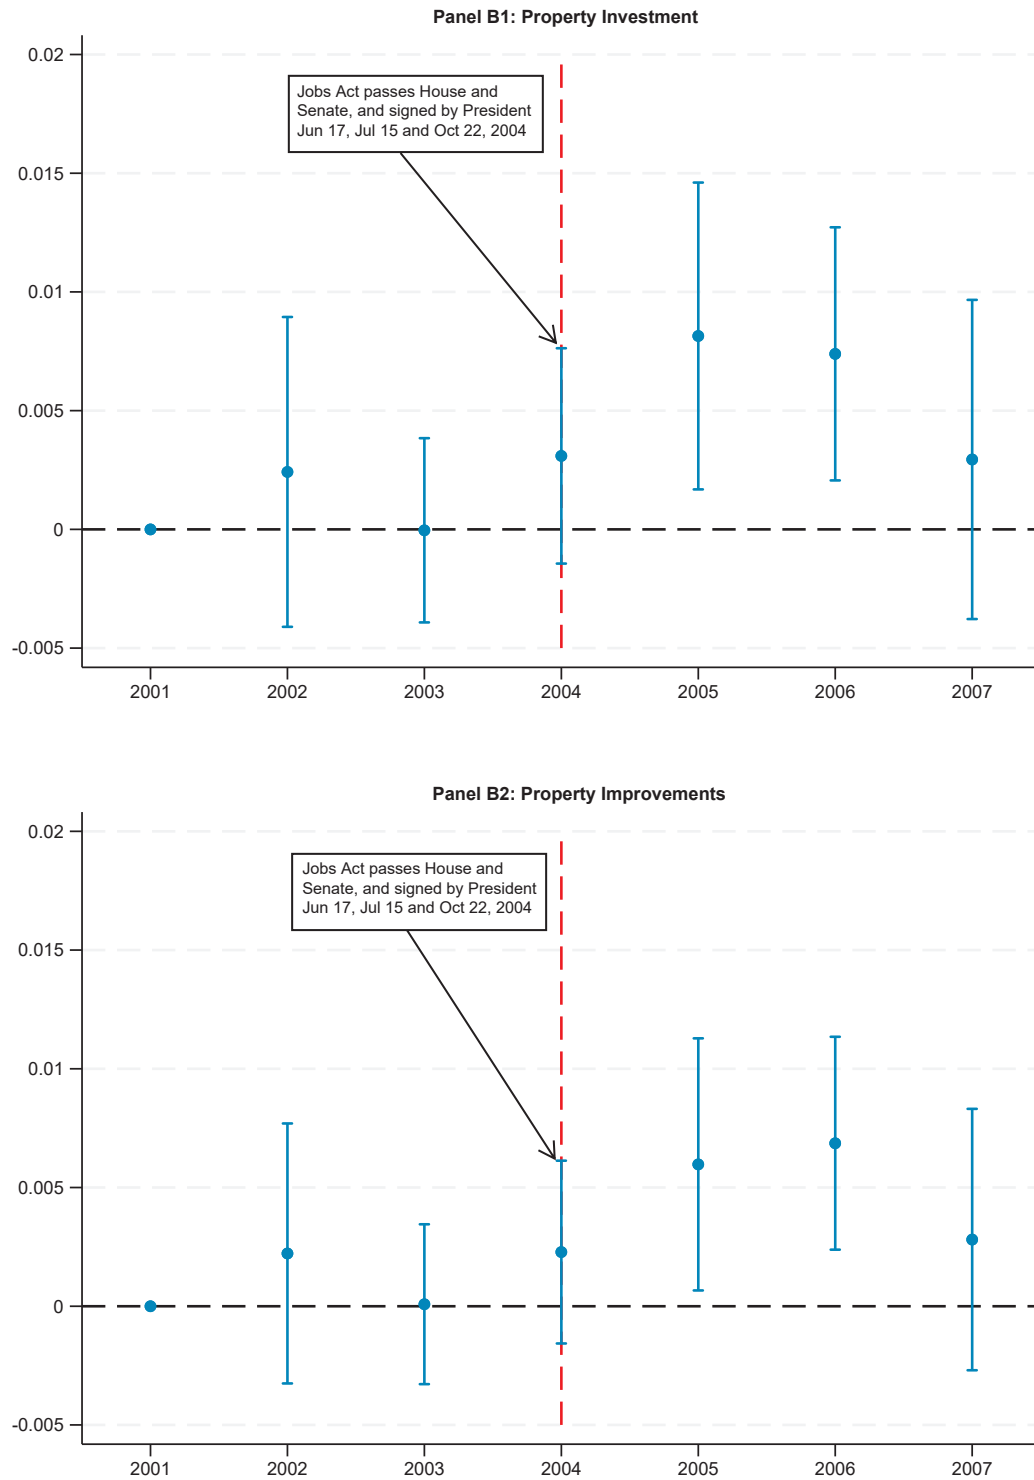 Panel B1: Property Investment
0.02
Jobs Act passes House and
Senate, and signed by President
Jun 17, Jul 15 and Oct 22, 2004
0.015
0.01
0.005
0
-0.005
2001 2002 2003 2004 2005 2006 2007
Panel B2: Property Improvements
0.02
Jobs Act passes House and
Senate, and signed by President
Jun 17, Jul 15 and Oct 22, 2004
0.015
0.01
0.005
0
-0.005
2001 2002 2003 2004 2005 2006 2007